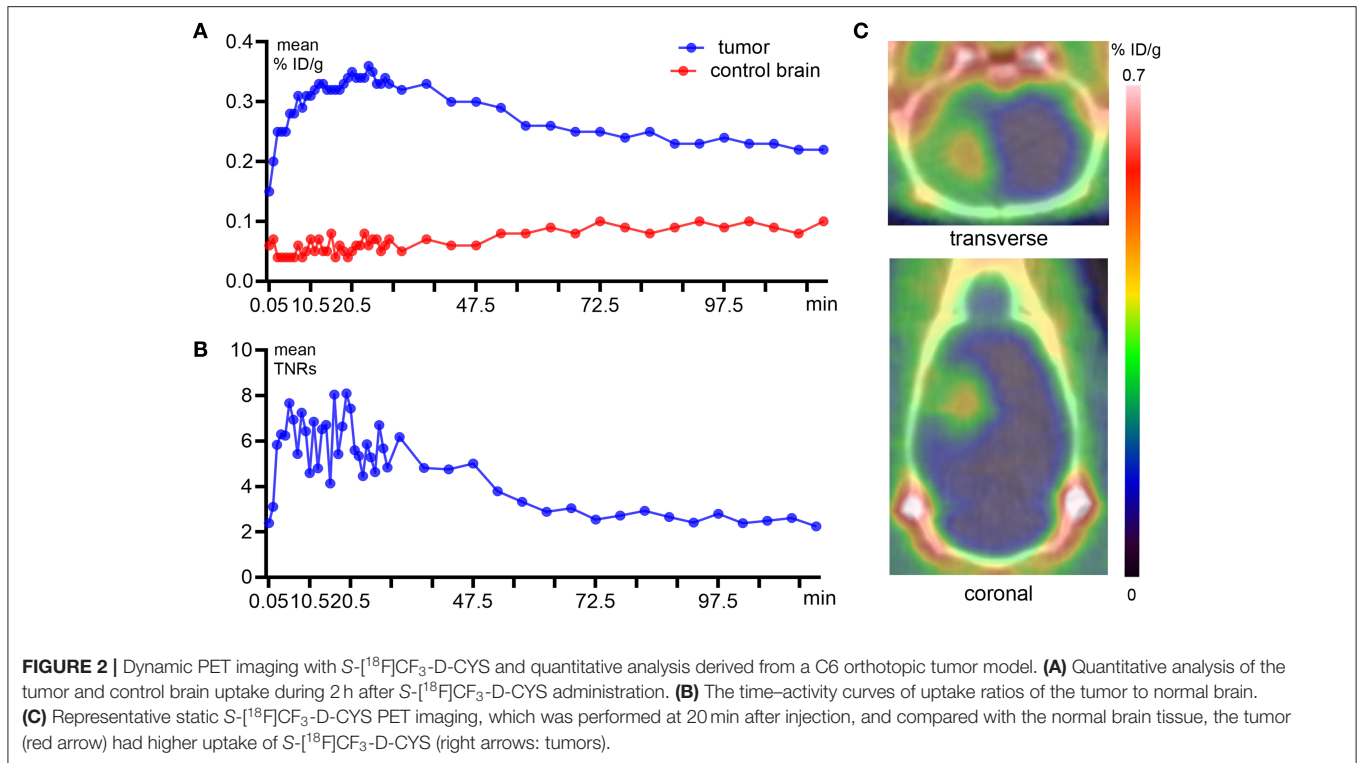 A
mean
% ID/g
0.4
0.3
0.2
0.1
0.0
tumor
control brain
0.05 10.5 20.5 47.5 72.5 97.5 min
B
mean
TNRs
10
8
6
4
2
0
0.05 10.5 20.5 47.5 72.5 97.5 min
C
% ID/g
0.7
transverse
coronal
0
FIGURE 2 | Dynamic PET imaging with S-[¹⁸F]CF₃-D-CYS and quantitative analysis derived from a C6 orthotopic tumor model. (A) Quantitative analysis of the
tumor and control brain uptake during 2 h after S-[¹⁸F]CF₃-D-CYS administration. (B) The time–activity curves of uptake ratios of the tumor to normal brain.
(C) Representative static S-[¹⁸F]CF₃-D-CYS PET imaging, which was performed at 20 min after injection, and compared with the normal brain tissue, the tumor
(red arrow) had higher uptake of S-[¹⁸F]CF₃-D-CYS (right arrows: tumors).